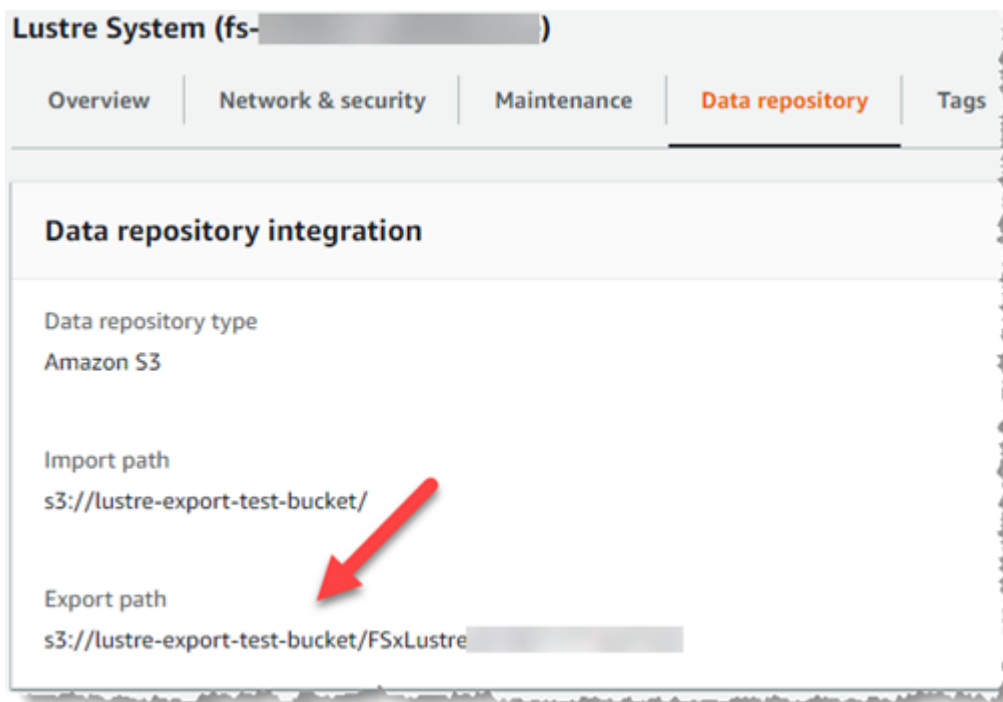 Lustre System (fs- )
Overview Network & security Maintenance Data repository Tags
Data repository integration
Data repository type
Amazon S3
Import path
s3://lustre-export-test-bucket/
Export path
s3://lustre-export-test-bucket/FSxLustre